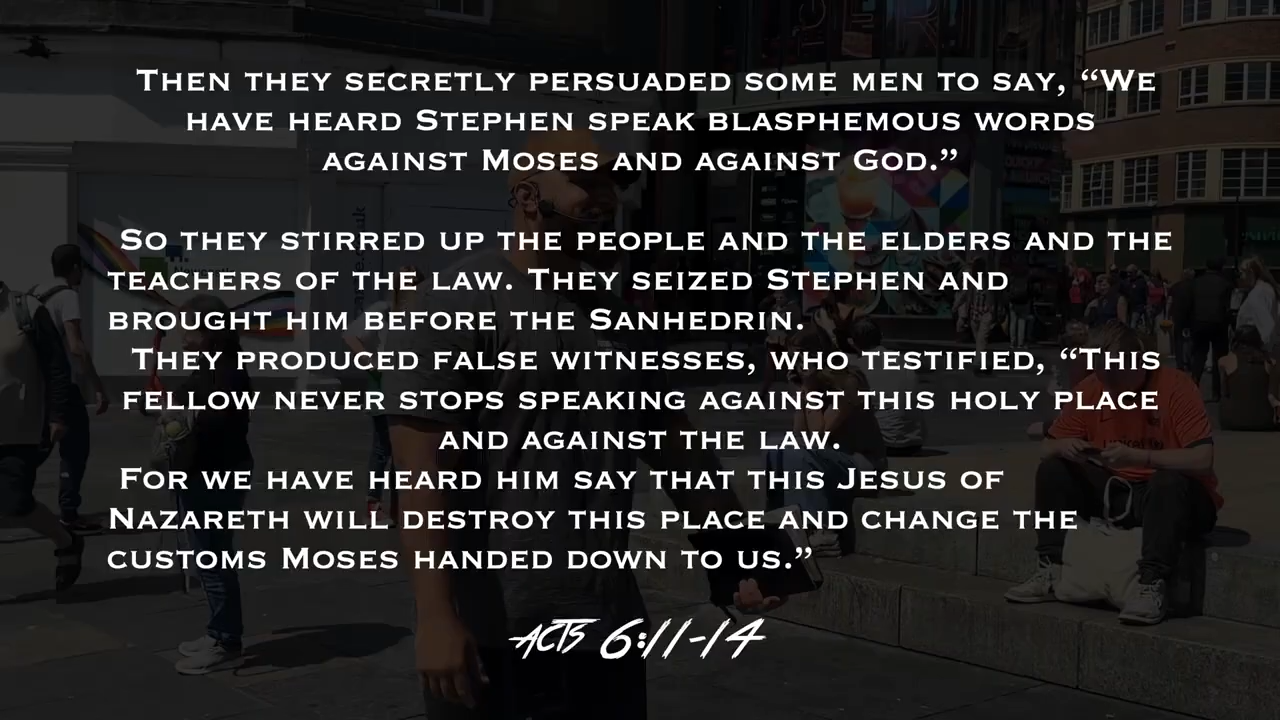 Then they secretly persuaded some men to say, “We
have heard Stephen speak blasphemous words
against Moses and against God.”
So they stirred up the people and the elders and the
teachers of the law. They seized Stephen and
brought him before the Sanhedrin.
They produced false witnesses, who testified, “This
fellow never stops speaking against this holy place
and against the law.
For we have heard him say that this Jesus of
Nazareth will destroy this place and change the
customs Moses handed down to us.”
Acts 6:11-14